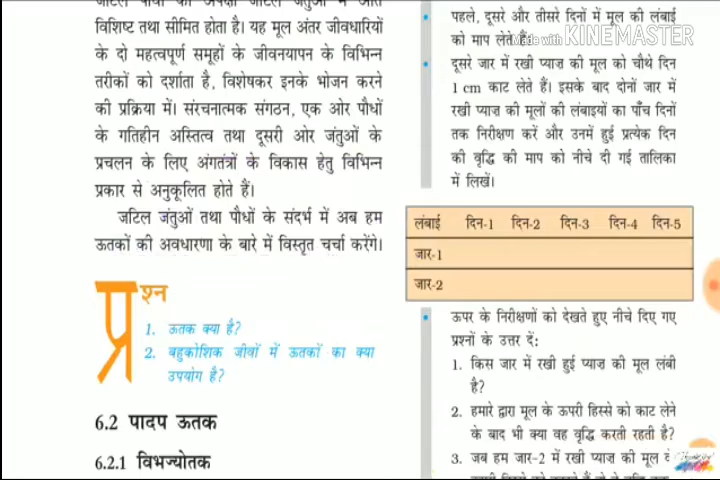 विशिष्ट तथा सीमित होता है। यह मूल अंतर जीवधारियों
के दो महत्वपूर्ण समूहों के जीवनयापन के विभिन्न
तरीकों को दर्शाता है, विशेषकर इनके भोजन करने
की प्रक्रिया में। संरचनात्मक संगठन, एक ओर पौधों
के गतिहीन अस्तित्व तथा दूसरी ओर जंतुओं के
प्रचलन के लिए अंगतंत्रों के विकास हेतु विभिन्न
प्रकार से अनुकूलित होते हैं।
जटिल जंतुओं तथा पौधों के संदर्भ में अब हम
ऊतकों की अवधारणा के बारे में विस्तृत चर्चा करेंगे।
प्रश्न
1. ऊतक क्या है?
2. बहुकोशिक जीवों में ऊतकों का क्या
उपयोग है?
6.2 पादप ऊतक
6.2.1 विभज्योतक
पहले, दूसरे और तीसरे दिनों में मूल की लंबाई
को माप लेते हैं।
Made with KINEMASTER
• दूसरे जार में रखी प्याज़ की मूल को चौथे दिन
1 cm काट लेते हैं। इसके बाद दोनों जार में
रखी प्याज़ की मूलों की लंबाइयों का पाँच दिनों
तक निरीक्षण करें और उनमें हुई प्रत्येक दिन
की वृद्धि की माप को नीचे दी गई तालिका
में लिखें।
लंबाई दिन-1 दिन-2 दिन-3 दिन-4 दिन-5
जार-1
जार-2
• ऊपर के निरीक्षणों को देखते हुए नीचे दिए गए
प्रश्नों के उत्तर दें:
1. किस जार में रखी हुई प्याज़ की मूल लंबी
है?
2. हमारे द्वारा मूल के ऊपरी हिस्से को काट लेने
के बाद भी क्या वह वृद्धि करती रहती है?
3. जब हम जार-2 में रखी प्याज़ की मूल